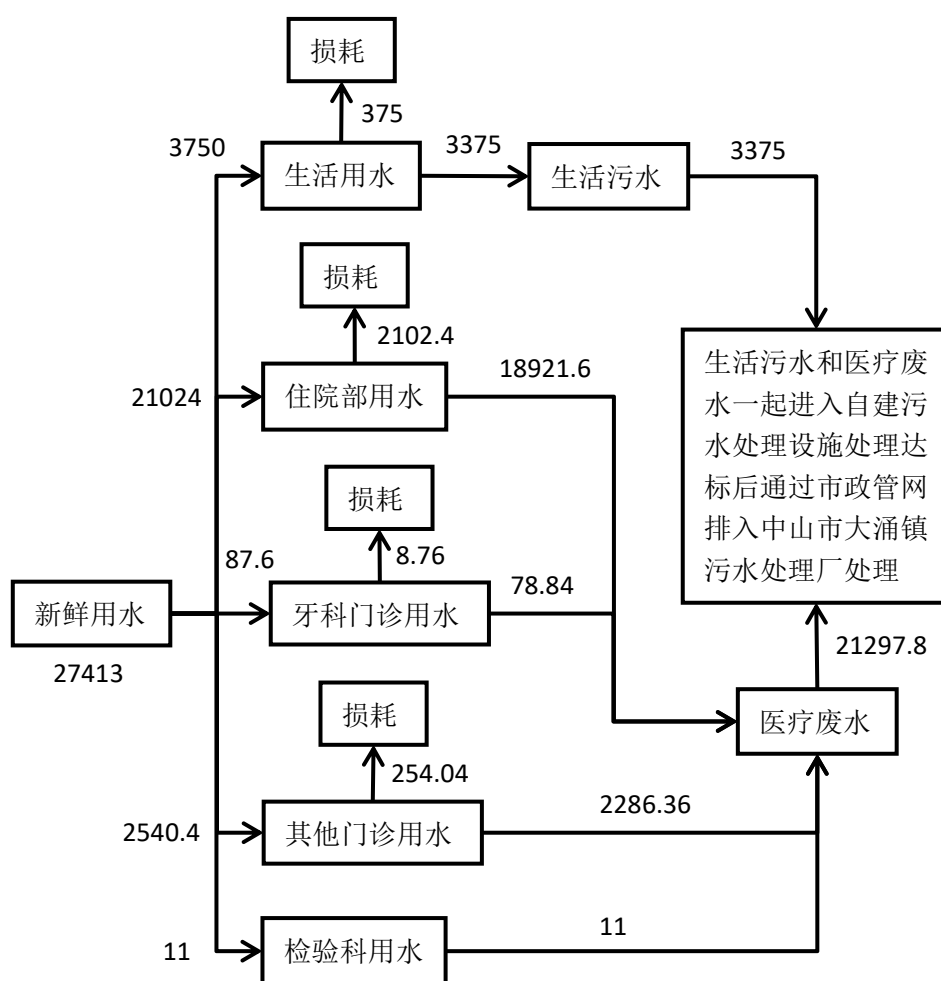 损耗
375
3750
生活用水
3375
生活污水
3375
损耗
2102.4
21024
住院部用水
18921.6
生活污水和医疗废
水一起进入自建污
水处理设施处理达
标后通过市政管网
排入中山市大涌镇
污水处理厂处理
损耗
8.76
87.6
牙科门诊用水
78.84
新鲜用水
27413
21297.8
医疗废水
损耗
254.04
2540.4
其他门诊用水
2286.36
11
检验科用水
11